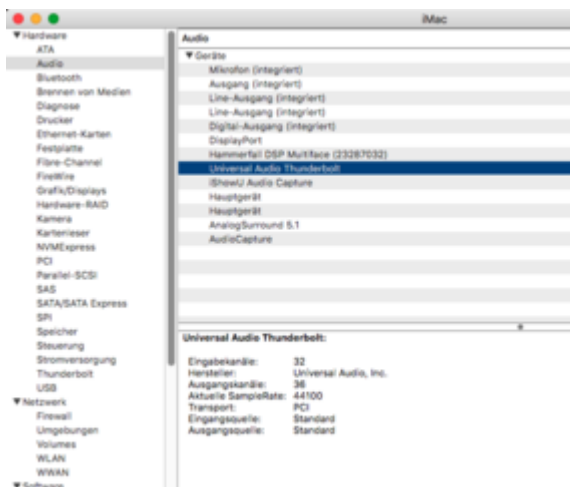 iMac
Hardware
ATA
Audio
Bluetooth
Brennen von Medien
Diagnose
Drucker
Ethernet-Karten
Festplatte
Fibre-Channel
FireWire
Grafik/Displays
Hardware-RAID
Kamera
Kartenleser
NVMExpress
PCI
Parallel-SCSI
SAS
SATA/SATA Express
SPI
Speicher
Steuerung
Stromversorgung
Thunderbolt
USB
Netzwerk
Firewall
Umgebungen
Volumes
WLAN
WWAN
Software
Audio
Geräte
Mikrofon (integriert)
Ausgang (integriert)
Line-Ausgang (integriert)
Line-Ausgang (integriert)
Digital-Ausgang (integriert)
DisplayPort
Hammerfall DSP Multiface (23287032)
Universal Audio Thunderbolt
iShowU Audio Capture
Hauptgerät
Hauptgerät
AnalogSurround 5.1
AudioCapture
Universal Audio Thunderbolt:
Eingabekanäle: 32
Hersteller: Universal Audio, Inc.
Ausgangskanäle: 36
Aktuelle SampleRate: 44100
Transport: PCI
Eingangsquelle: Standard
Ausgangsquelle: Standard